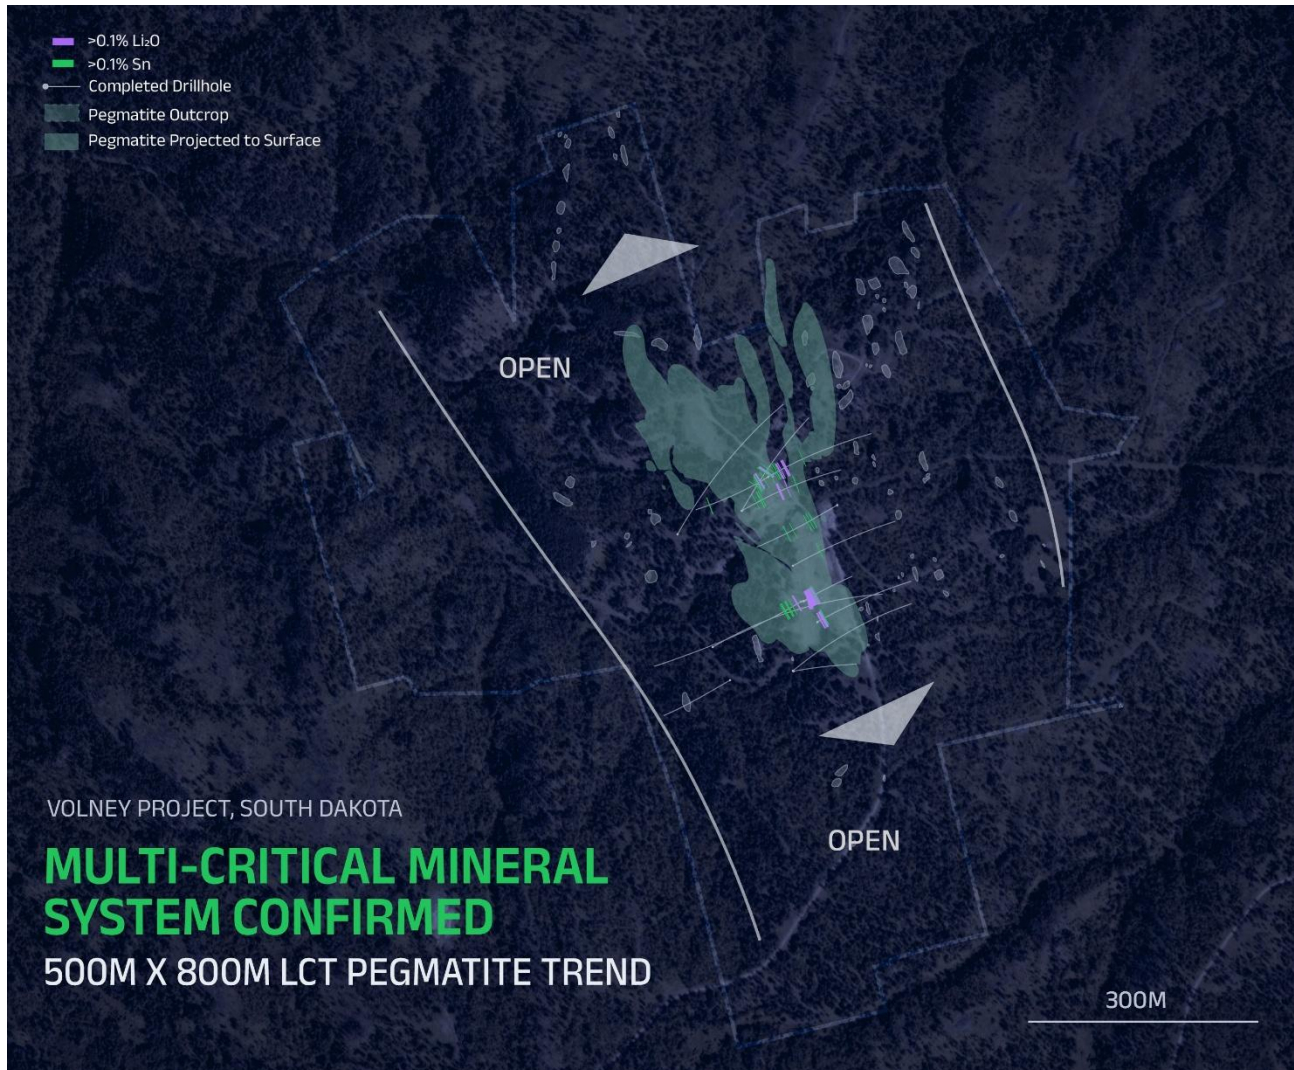 >0.1% Li₂O
>0.1% Sn
Completed Drillhole
Pegmatite Outcrop
Pegmatite Projected to Surface
OPEN
OPEN
VOLNEY PROJECT, SOUTH DAKOTA
MULTI-CRITICAL MINERAL
SYSTEM CONFIRMED
500M X 800M LCT PEGMATITE TREND
300M